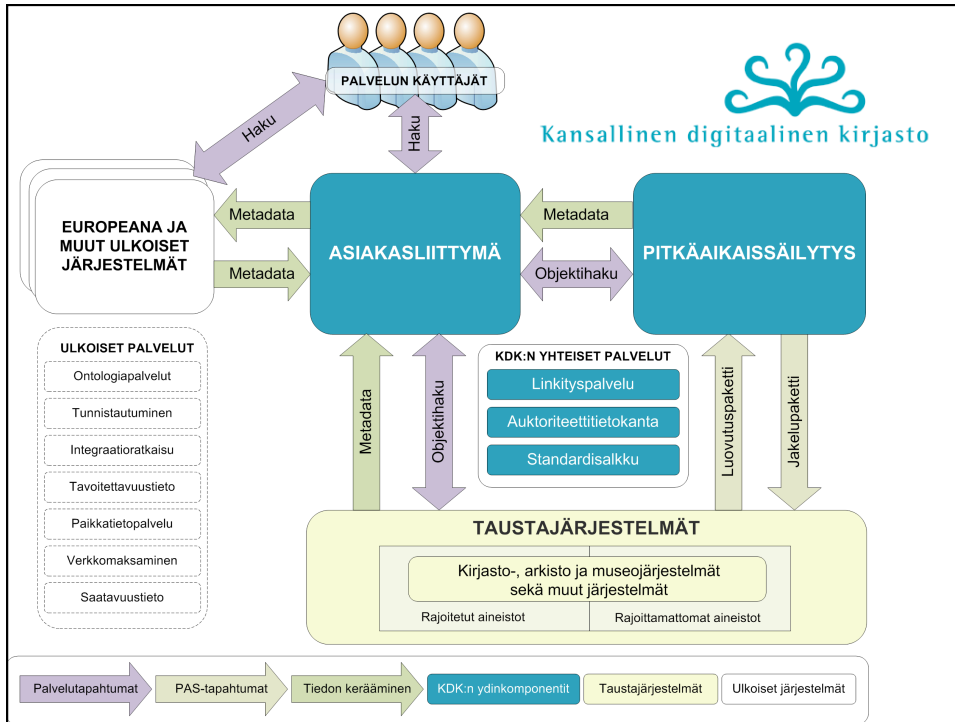 PALVELUN KÄYTTÄJÄT
Kansallinen digitaalinen kirjasto
Haku
Haku
EUROPEANA JA
MUUT ULKOISET
JÄRJESTELMÄT
Metadata
Metadata
ASIAKASLIITTYMÄ
Metadata
Objektihaku
PITKÄAIKAISSÄILYTYS
ULKOISET PALVELUT
Ontologiapalvelut
Tunnistautuminen
Integraatioratkaisu
Tavoitettavuustieto
Paikkatietopalvelu
Verkkomaksaminen
Saatavuustieto
Metadata
Objektihaku
KDK:N YHTEISET PALVELUT
Linkityspalvelu
Auktoriteettitietokanta
Standardisalkku
Luovutuspaketti
Jakelupaketti
TAUSTAJÄRJESTELMÄT
Kirjasto-, arkisto ja museojärjestelmät
sekä muut järjestelmät
Rajoitetut aineistot
Rajoittamattomat aineistot
Palvelutapahtumat
PAS-tapahtumat
Tiedon kerääminen
KDK:n ydinkomponentit
Taustajärjestelmät
Ulkoiset järjestelmät